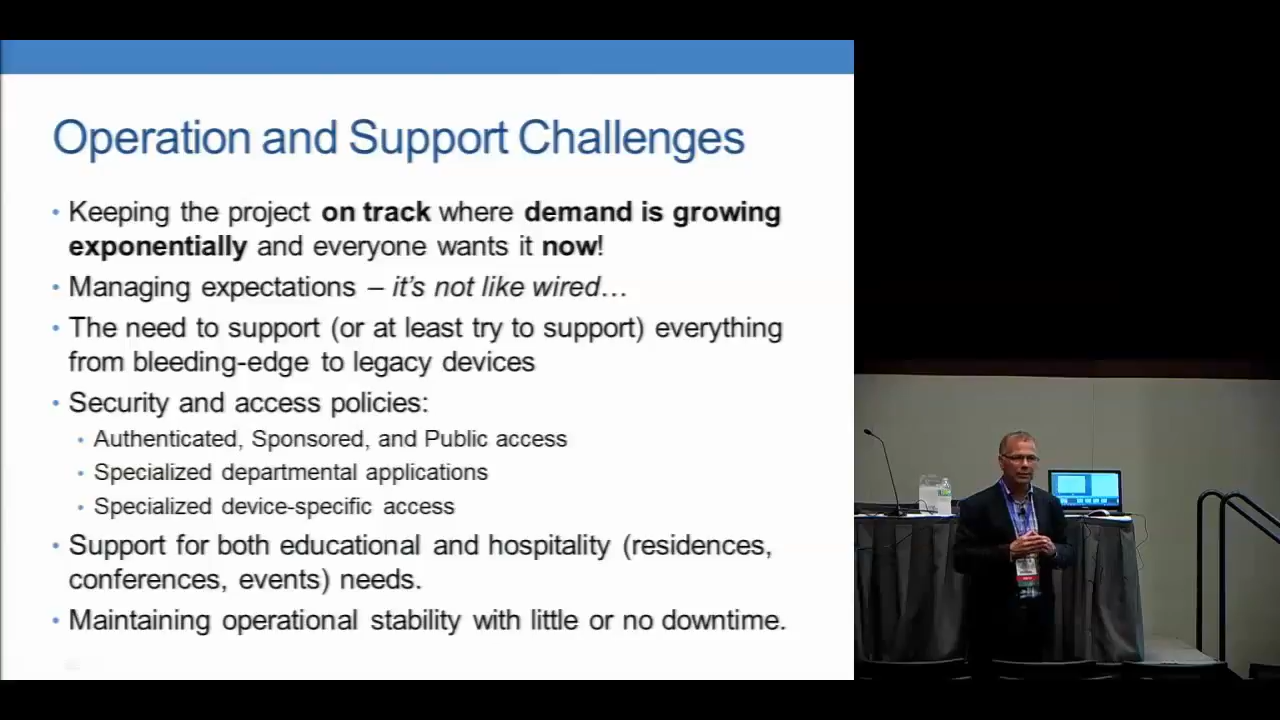 Operation and Support Challenges
• Keeping the project on track where demand is growing
exponentially and everyone wants it now!
• Managing expectations – it's not like wired…
• The need to support (or at least try to support) everything
from bleeding-edge to legacy devices
• Security and access policies:
• Authenticated, Sponsored, and Public access
• Specialized departmental applications
• Specialized device-specific access
• Support for both educational and hospitality (residences,
conferences, events) needs.
• Maintaining operational stability with little or no downtime.